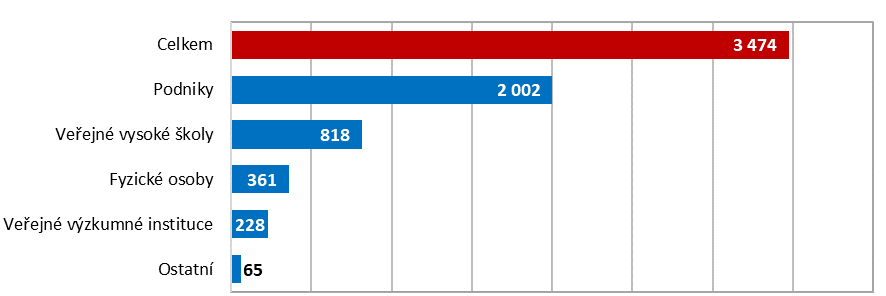 Celkem 3 474
Podniky 2 002
Veřejné vysoké školy 818
Fyzické osoby 361
Veřejné výzkumné instituce 228
Ostatní 65